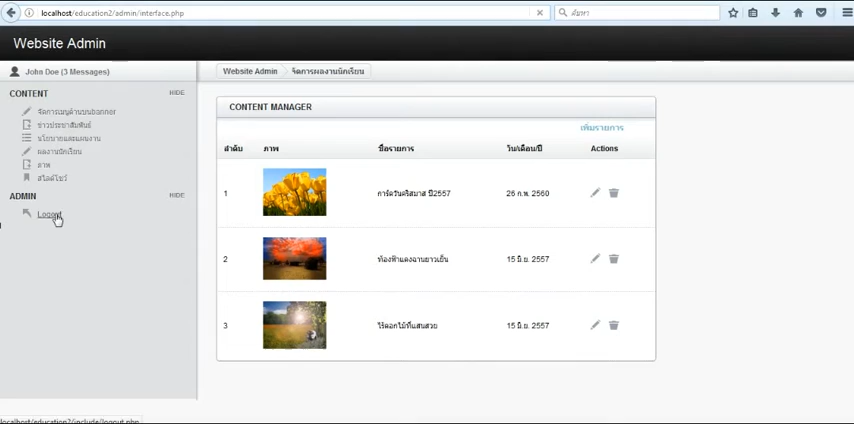 localhost/education2/admin/interface.php
ค้นหา
Website Admin
John Doe (3 Messages)
CONTENT HIDE
จัดการเมนูด้านบนbanner
ข่าวประชาสัมพันธ์
นโยบายและแผนงาน
ผลงานนักเรียน
ภาพ
สไลด์โชว์
ADMIN HIDE
Logout
Website Admin จัดการผลงานนักเรียน
CONTENT MANAGER
เพิ่มรายการ
ลำดับ ภาพ ชื่อรายการ วัน/เดือน/ปี Actions
1 การ์ดวันคริสมาส ปี2557 26 ก.พ. 2560
2 ท้องฟ้าแดงฉานยาวเย็น 15 มิ.ย. 2557
3 ไร่ดอกไม้ที่แสนสวย 15 มิ.ย. 2557
localhost/education2/include/logout.php